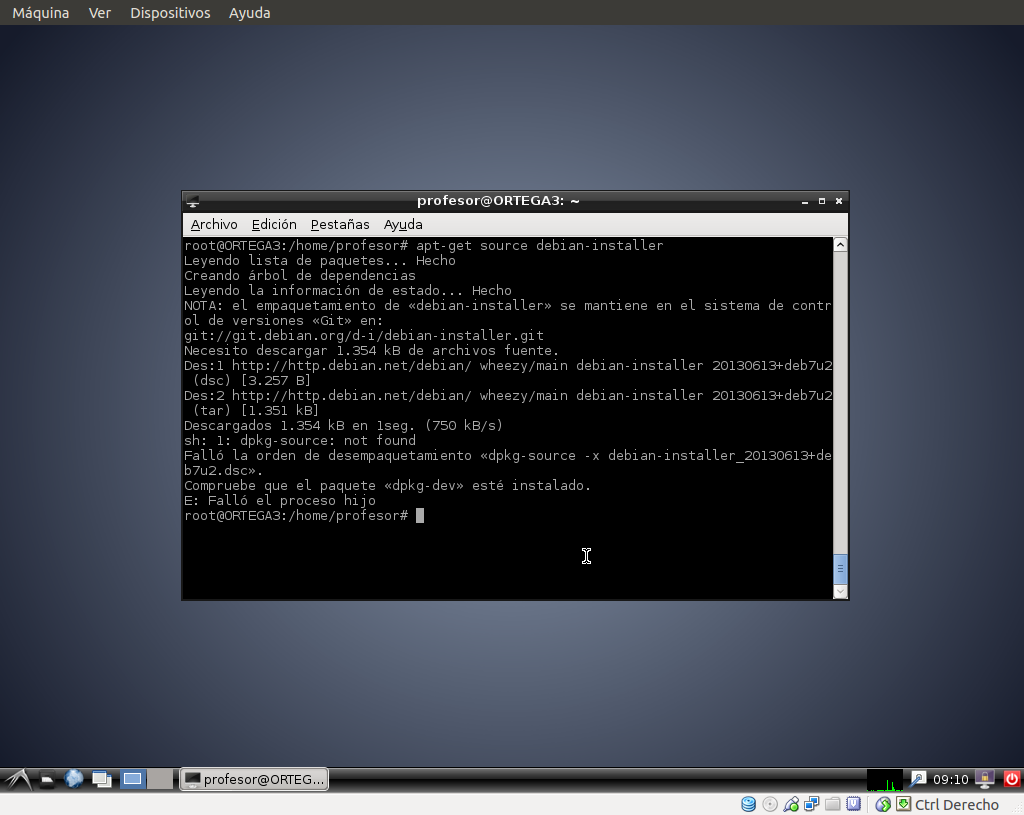 Máquina Ver Dispositivos Ayuda
profesor@ORTEGA3: ~
Archivo Edición Pestañas Ayuda
root@ORTEGA3:/home/profesor# apt-get source debian-installer
Leyendo lista de paquetes... Hecho
Creando árbol de dependencias
Leyendo la información de estado... Hecho
NOTA: el empaquetamiento de «debian-installer» se mantiene en el sistema de contr
ol de versiones «Git» en:
git://git.debian.org/d-i/debian-installer.git
Necesito descargar 1.354 kB de archivos fuente.
Des:1 http://http.debian.net/debian/ wheezy/main debian-installer 20130613+deb7u2
 (dsc) [3.257 B]
Des:2 http://http.debian.net/debian/ wheezy/main debian-installer 20130613+deb7u2
 (tar) [1.351 kB]
Descargados 1.354 kB en 1seg. (750 kB/s)
sh: 1: dpkg-source: not found
Falló la orden de desempaquetamiento «dpkg-source -x debian-installer_20130613+de
b7u2.dsc».
Compruebe que el paquete «dpkg-dev» esté instalado.
E: Falló el proceso hijo
root@ORTEGA3:/home/profesor#
profesor@ORTEG... 09:10
Ctrl Derecho